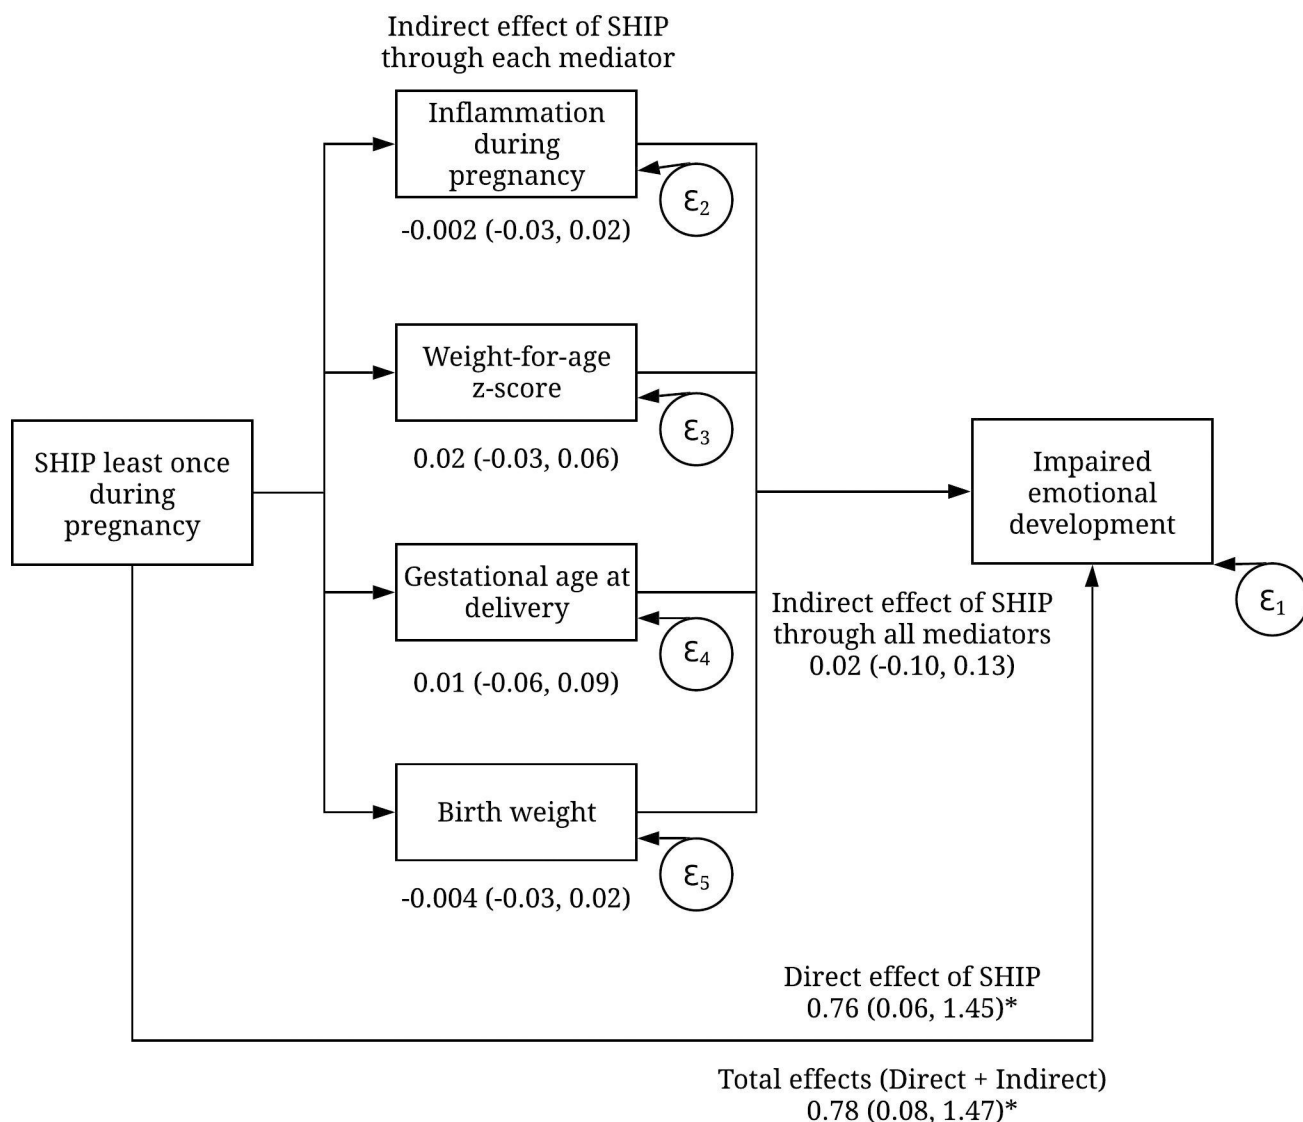 Indirect effect of SHIP
through each mediator
Inflammation
during
pregnancy
ε2
-0.002 (-0.03, 0.02)
Weight-for-age
z-score
ε3
0.02 (-0.03, 0.06)
SHIP least once
during
pregnancy
Impaired
emotional
development
ε1
Gestational age at
delivery
ε4
0.01 (-0.06, 0.09)
Indirect effect of SHIP
through all mediators
0.02 (-0.10, 0.13)
Birth weight
ε5
-0.004 (-0.03, 0.02)
Direct effect of SHIP
0.76 (0.06, 1.45)*
Total effects (Direct + Indirect)
0.78 (0.08, 1.47)*